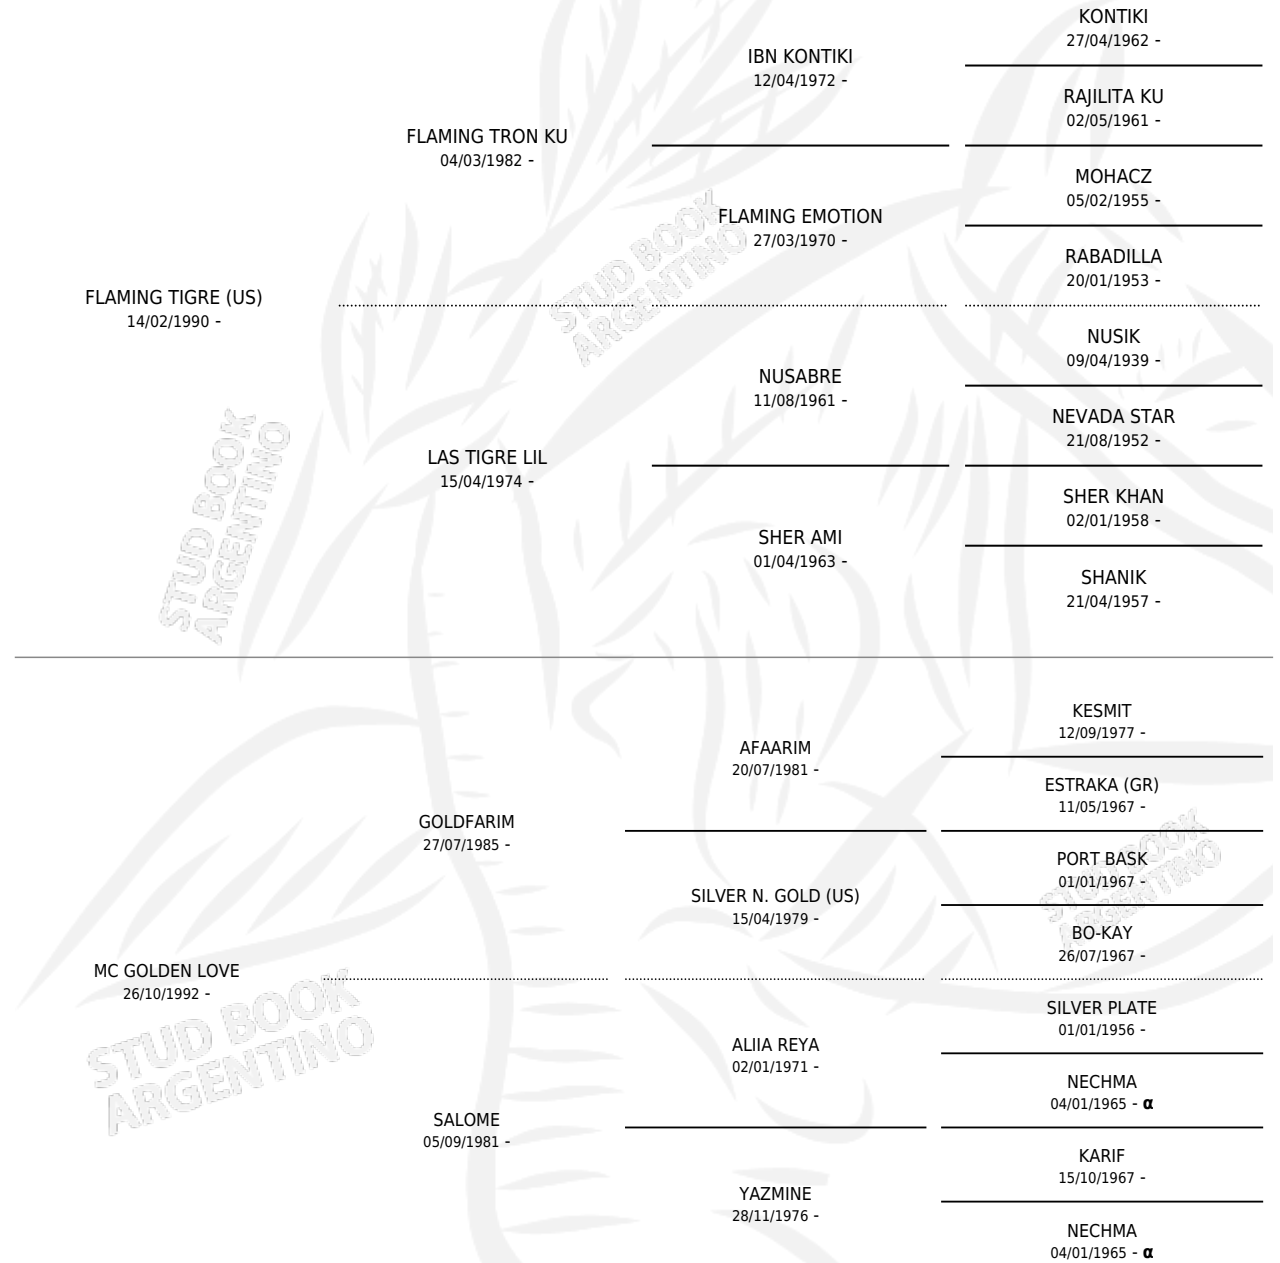 KONTIKI
27/04/1962 -
IBN KONTIKI
12/04/1972 -
RAJILITA KU
02/05/1961 -
FLAMING TRON KU
04/03/1982 -
MOHACZ
05/02/1955 -
FLAMING EMOTION
27/03/1970 -
RABADILLA
20/01/1953 -
FLAMING TIGRE (US)
14/02/1990 -
NUSIK
09/04/1939 -
NUSABRE
11/08/1961 -
NEVADA STAR
21/08/1952 -
LAS TIGRE LIL
15/04/1974 -
SHER KHAN
02/01/1958 -
SHER AMI
01/04/1963 -
SHANIK
21/04/1957 -
STUD BOOK
ARGENTINO
STUD BOOK
ARGENTINO
KESMIT
12/09/1977 -
AFAARIM
20/07/1981 -
ESTRAKA (GR)
11/05/1967 -
GOLDFARIM
27/07/1985 -
PORT BASK
01/01/1967 -
SILVER N. GOLD (US)
15/04/1979 -
BO-KAY
26/07/1967 -
MC GOLDEN LOVE
26/10/1992 -
SILVER PLATE
01/01/1956 -
ALIIA REYA
02/01/1971 -
NECHMA
04/01/1965 - α
SALOME
05/09/1981 -
KARIF
15/10/1967 -
YAZMINE
28/11/1976 -
NECHMA
04/01/1965 - α
STUD BOOK
ARGENTINO
STUD BOOK
ARGENTINO